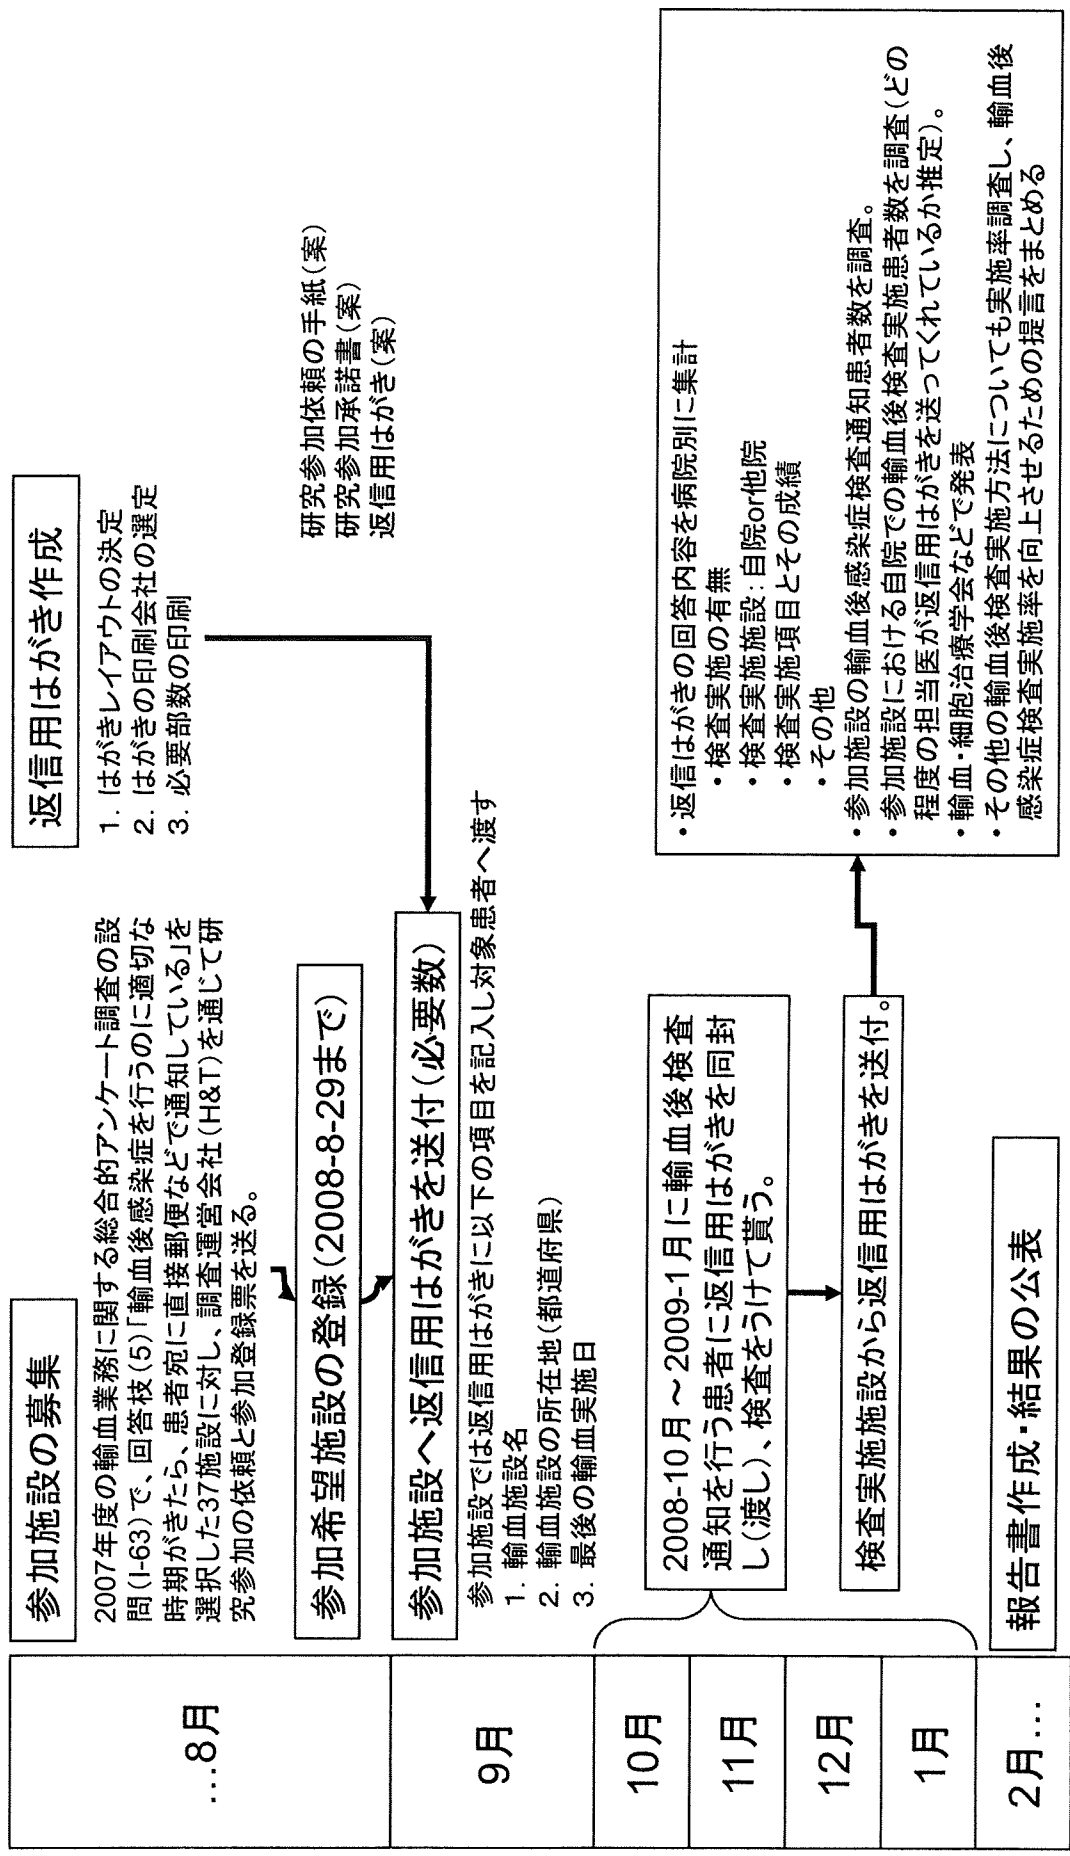 …8月
9月
10月
11月
12月
1月
2月…
参加施設の募集
2007年度の輸血業務に関する総合的アンケート調査の設
問(I-63)で、回答枝(5)「輸血後感染症を行うのに適切な
時期がきたら、患者宛に直接郵便などで通知している」を
選択した37施設に対し、調査運営会社(H&T)を通じて研
究参加の依頼と参加登録票を送る。
返信用はがき作成
1. はがきレイアウトの決定
2. はがきの印刷会社の選定
3. 必要部数の印刷
研究参加依頼の手紙(案)
研究参加承諾書(案)
返信用はがき(案)
参加希望施設の登録(2008-8-29まで)
参加施設へ返信用はがきを送付(必要数)
参加施設では返信用はがきに以下の項目を記入し対象患者へ渡す
1. 輸血施設名
2. 輸血施設の所在地(都道府県)
3. 最後の輸血実施日
2008-10月～2009-1月に輸血後検査
通知を行う患者に返信用はがきを同封
し(渡し)、検査をうけて貰う。
検査実施施設から返信用はがきを送付。
・返信はがきの回答内容を病院別に集計
・検査実施の有無
・検査実施施設:自院or他院
・検査実施項目とその成績
・その他
・参加施設の輸血後感染症検査通知患者数を調査。
・参加施設における自院での輸血後検査実施患者数を調査(どの
程度の担当医が返信用はがきを送ってくれているか推定)。
・輸血・細胞治療学会などで発表
・その他の輸血後検査実施方法についても実施率調査し、輸血後
感染症検査実施率を向上させるための提言をまとめる
報告書作成・結果の公表